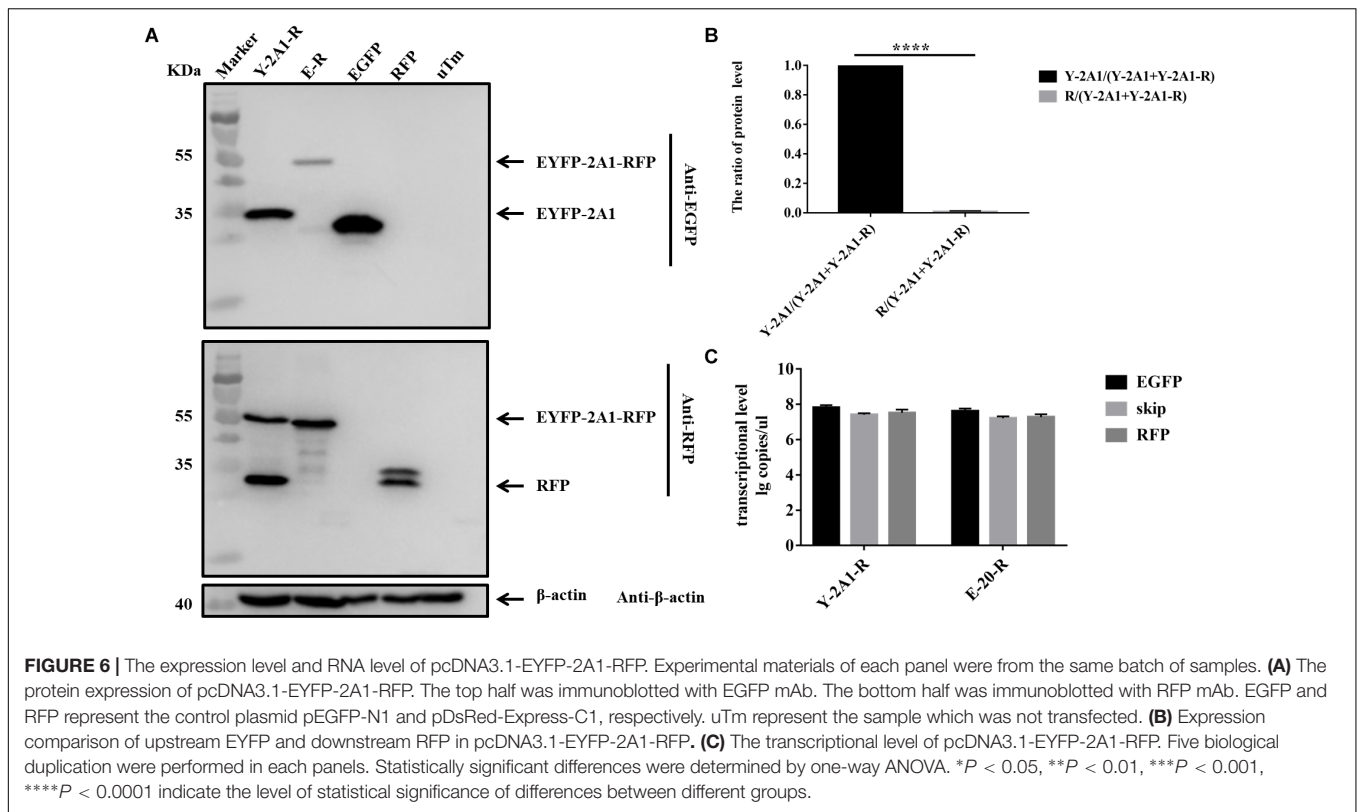 A
KDa
Marker
Y-2A1-R
E-R
EGFP
RFP
uTm
55
35
EYFP-2A1-RFP
EYFP-2A1
Anti-EGFP
55
35
EYFP-2A1-RFP
RFP
Anti-RFP
40
β-actin
Anti-β-actin
B
****
The ratio of protein level
1.0
0.8
0.6
0.4
0.2
0.0
Y-2A1/(Y-2A1+Y-2A1-R)
R/(Y-2A1+Y-2A1-R)
Y-2A1/(Y-2A1+Y-2A1-R)
R/(Y-2A1+Y-2A1-R)
C
transcriptional level
lg copies/ul
10
8
6
4
2
0
Y-2A1-R
E-20-R
EGFP
skip
RFP
FIGURE 6 | The expression level and RNA level of pcDNA3.1-EYFP-2A1-RFP. Experimental materials of each panel were from the same batch of samples. (A) The
protein expression of pcDNA3.1-EYFP-2A1-RFP. The top half was immunoblotted with EGFP mAb. The bottom half was immunoblotted with RFP mAb. EGFP and
RFP represent the control plasmid pEGFP-N1 and pDsRed-Express-C1, respectively. uTm represent the sample which was not transfected. (B) Expression
comparison of upstream EYFP and downstream RFP in pcDNA3.1-EYFP-2A1-RFP. (C) The transcriptional level of pcDNA3.1-EYFP-2A1-RFP. Five biological
duplication were performed in each panels. Statistically significant differences were determined by one-way ANOVA. *P < 0.05, **P < 0.01, ***P < 0.001,
****P < 0.0001 indicate the level of statistical significance of differences between different groups.